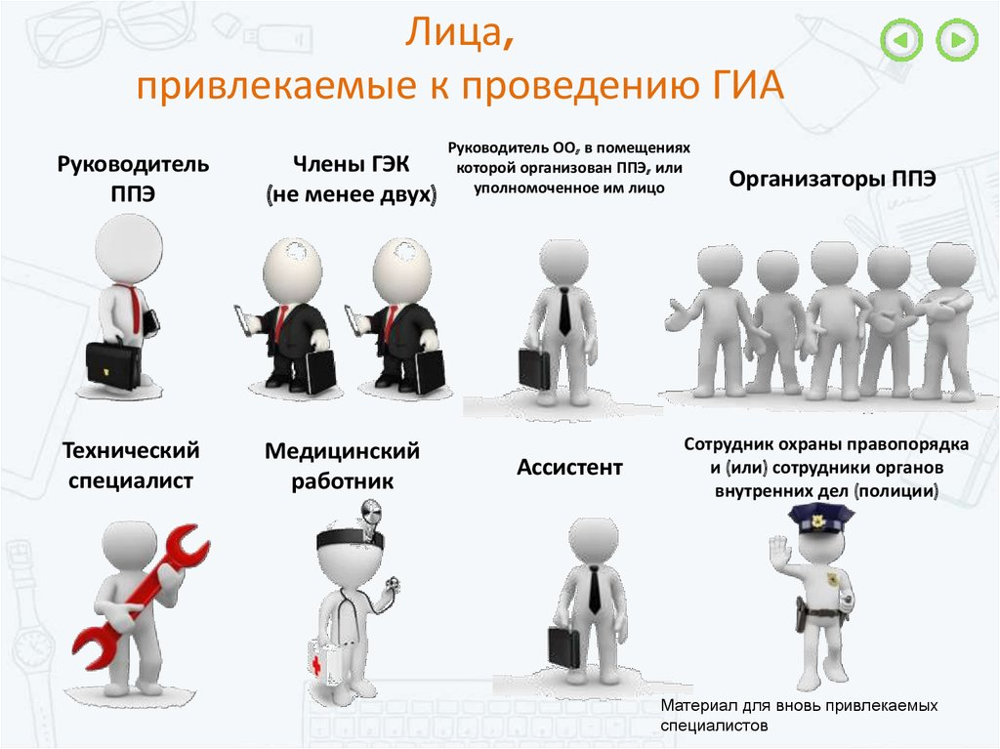 Лица,
привлекаемые к проведению ГИА
Руководитель
ППЭ
Члены ГЭК
(не менее двух)
Руководитель ОО, в помещениях
которой организован ППЭ, или
уполномоченное им лицо
Организаторы ППЭ
Технический
специалист
Медицинский
работник
Ассистент
Сотрудник охраны правопорядка
и (или) сотрудники органов
внутренних дел (полиции)
Материал для вновь привлекаемых
специалистов